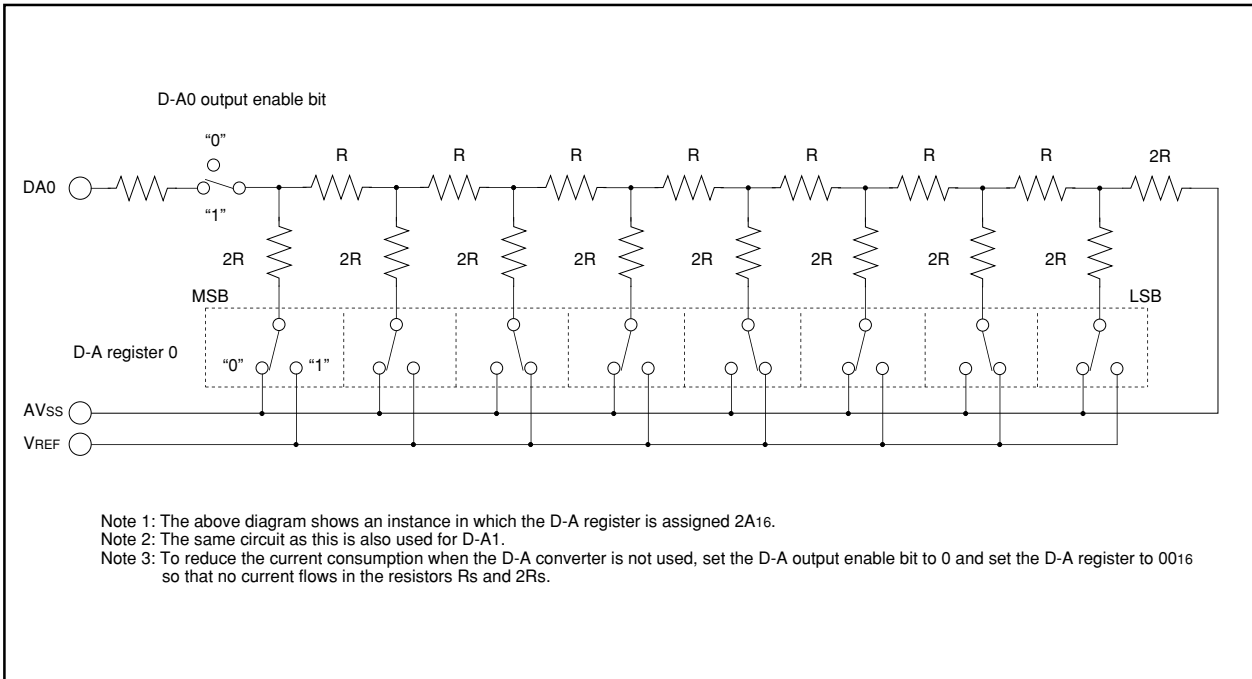 D-A0 output enable bit
“0”
R R R R R R R 2R
DA0
“1”
2R 2R 2R 2R 2R 2R 2R 2R
MSB LSB
D-A register 0
“0” “1”
AVSS
VREF
Note 1: The above diagram shows an instance in which the D-A register is assigned 2A16.
Note 2: The same circuit as this is also used for D-A1.
Note 3: To reduce the current consumption when the D-A converter is not used, set the D-A output enable bit to 0 and set the D-A register to 0016
so that no current flows in the resistors Rs and 2Rs.